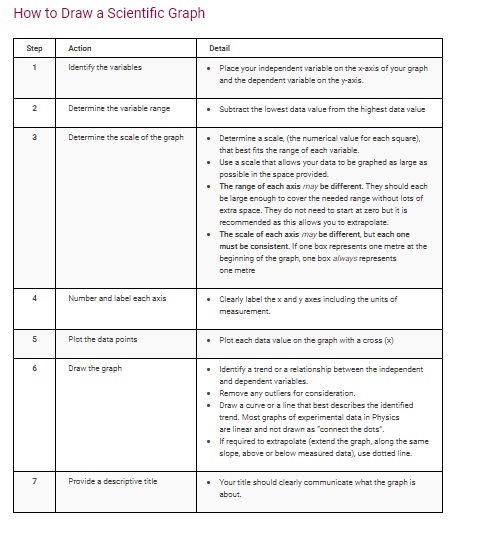 How to Draw a Scientific Graph
Step Action Detail
1 Identify the variables • Place your independent variable on the x-axis of your graph
and the dependent variable on the y-axis.
2 Determine the variable range • Subtract the lowest data value from the highest data value
3 Determine the scale of the graph • Determine a scale, (the numerical value for each square),
that best fits the range of each variable.
• Use a scale that allows your data to be graphed as large as
possible in the space provided.
• The range of each axis may be different. They should each
be large enough to cover the needed range without lots of
extra space. They do not need to start at zero but it is
recommended as this allows you to extrapolate.
• The scale of each axis may be different, but each one
must be consistent. If one box represents one metre at the
beginning of the graph, one box always represents
one metre
4 Number and label each axis • Clearly label the x and y axes including the units of
measurement.
5 Plot the data points • Plot each data value on the graph with a cross (x)
6 Draw the graph • Identify a trend or a relationship between the independent
and dependent variables.
• Remove any outliers for consideration.
• Draw a curve or a line that best describes the identified
trend. Most graphs of experimental data in Physics
are linear and not drawn as "connect the dots".
• If required to extrapolate (extend the graph, along the same
slope, above or below measured data), use dotted line.
7 Provide a descriptive title • Your title should clearly communicate what the graph is
about.